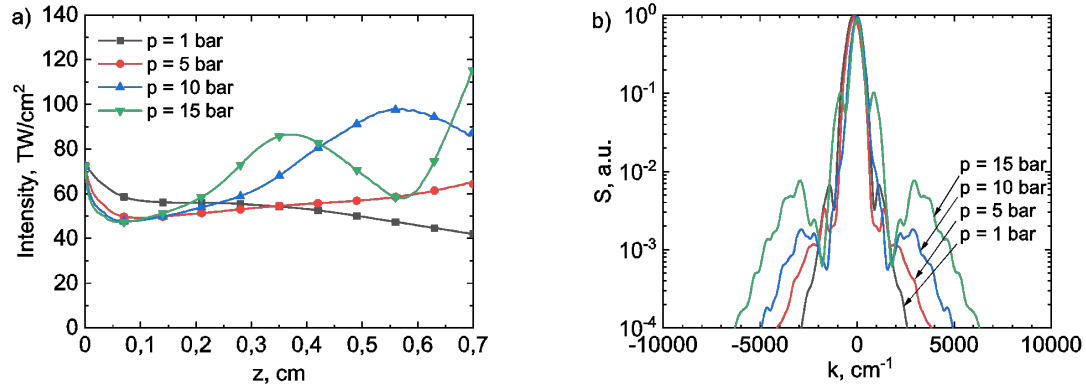 a)
140
120
100
80
60
40
20
0
Intensity, TW/cm²
p = 1 bar
p = 5 bar
p = 10 bar
p = 15 bar
0 0,1 0,2 0,3 0,4 0,5 0,6 0,7
z, cm
b)
10⁰
10⁻¹
10⁻²
10⁻³
10⁻⁴
S, a.u.
p = 15 bar
p = 10 bar
p = 5 bar
p = 1 bar
-10000 -5000 0 5000 10000
k, cm⁻¹